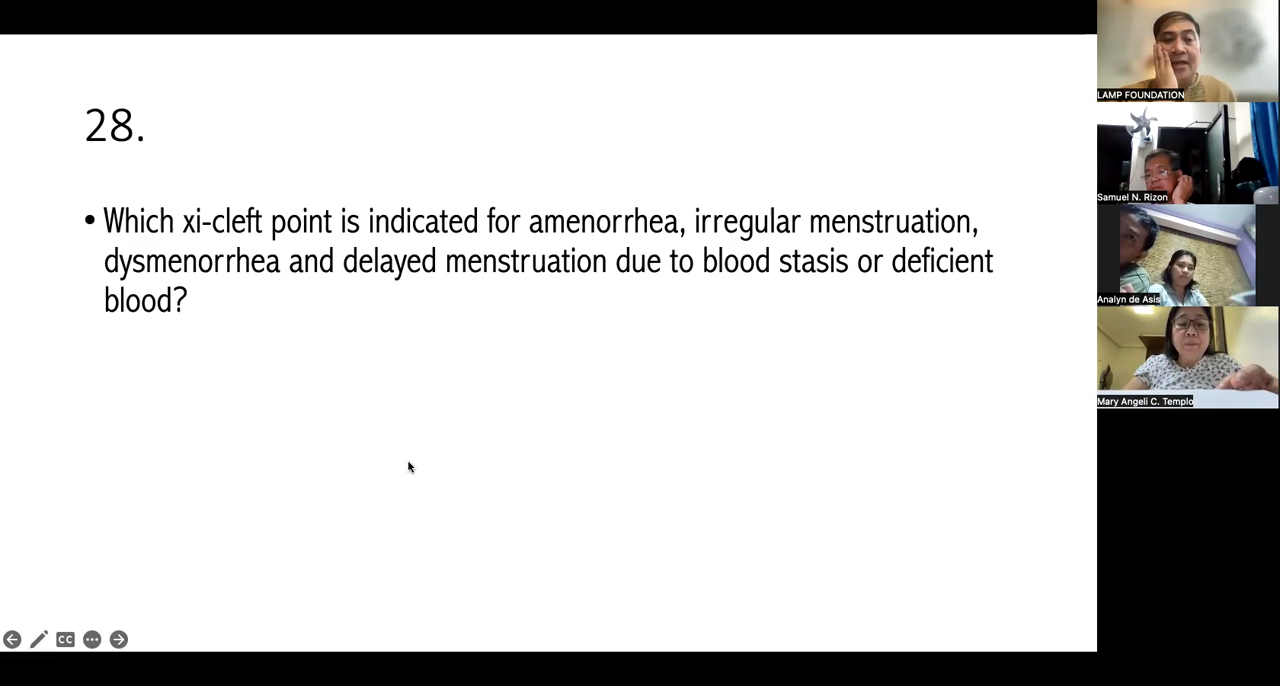 28.
• Which xi-cleft point is indicated for amenorrhea, irregular menstruation,
dysmenorrhea and delayed menstruation due to blood stasis or deficient
blood?
LAMP FOUNDATION
Samuel N. Rizon
Analyn de Asis
Mary Angeli C. Templo
CC